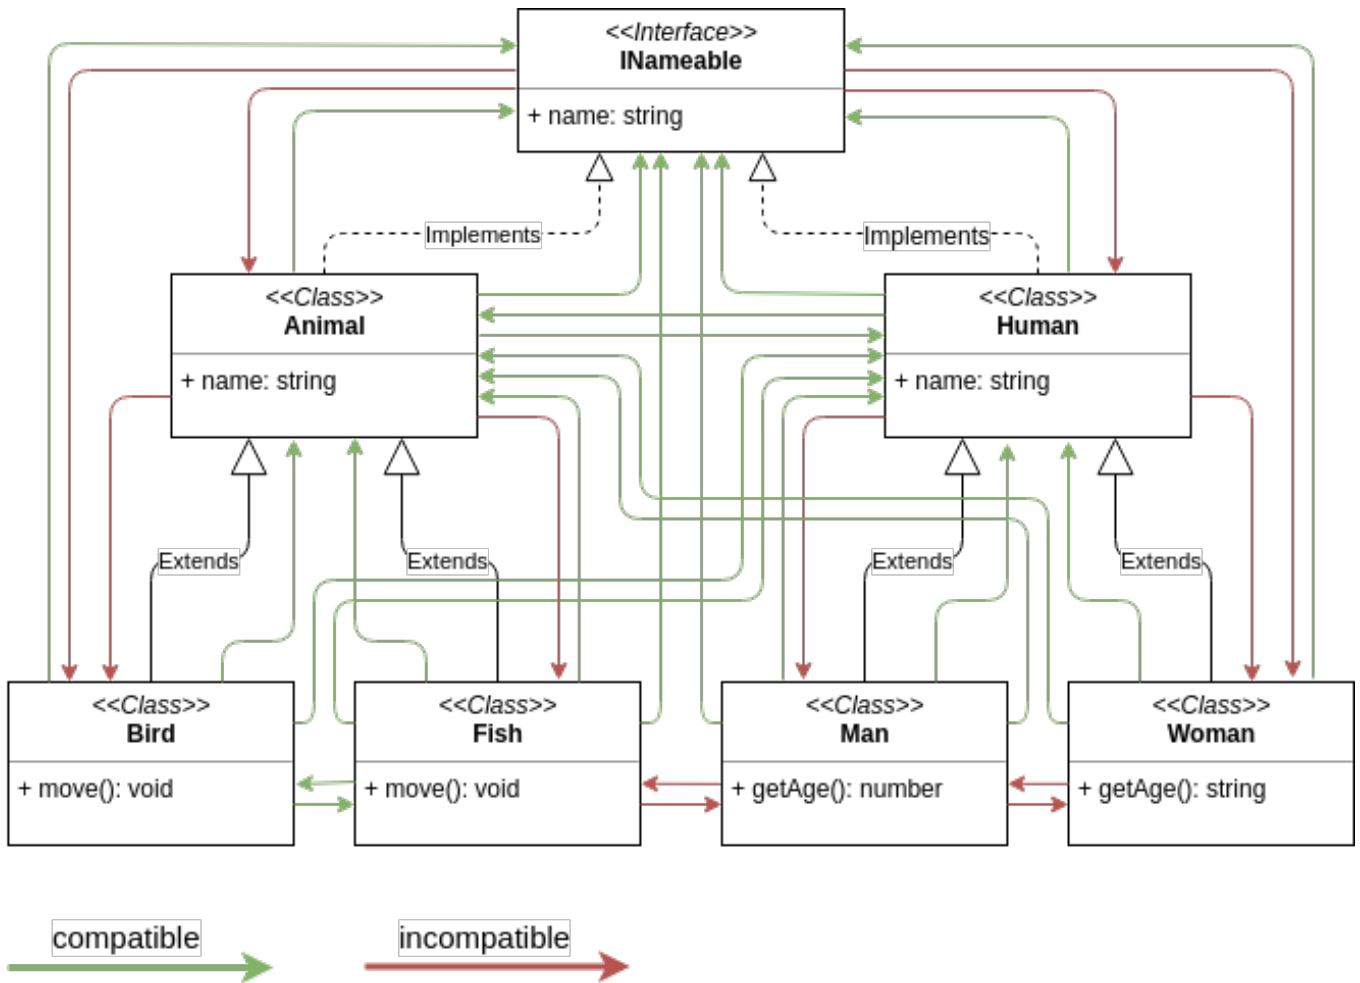 <<Interface>>
INameable
+ name: string
Implements
Implements
<<Class>>
Animal
+ name: string
<<Class>>
Human
+ name: string
Extends
Extends
Extends
Extends
<<Class>>
Bird
+ move(): void
<<Class>>
Fish
+ move(): void
<<Class>>
Man
+ getAge(): number
<<Class>>
Woman
+ getAge(): string
compatible
incompatible